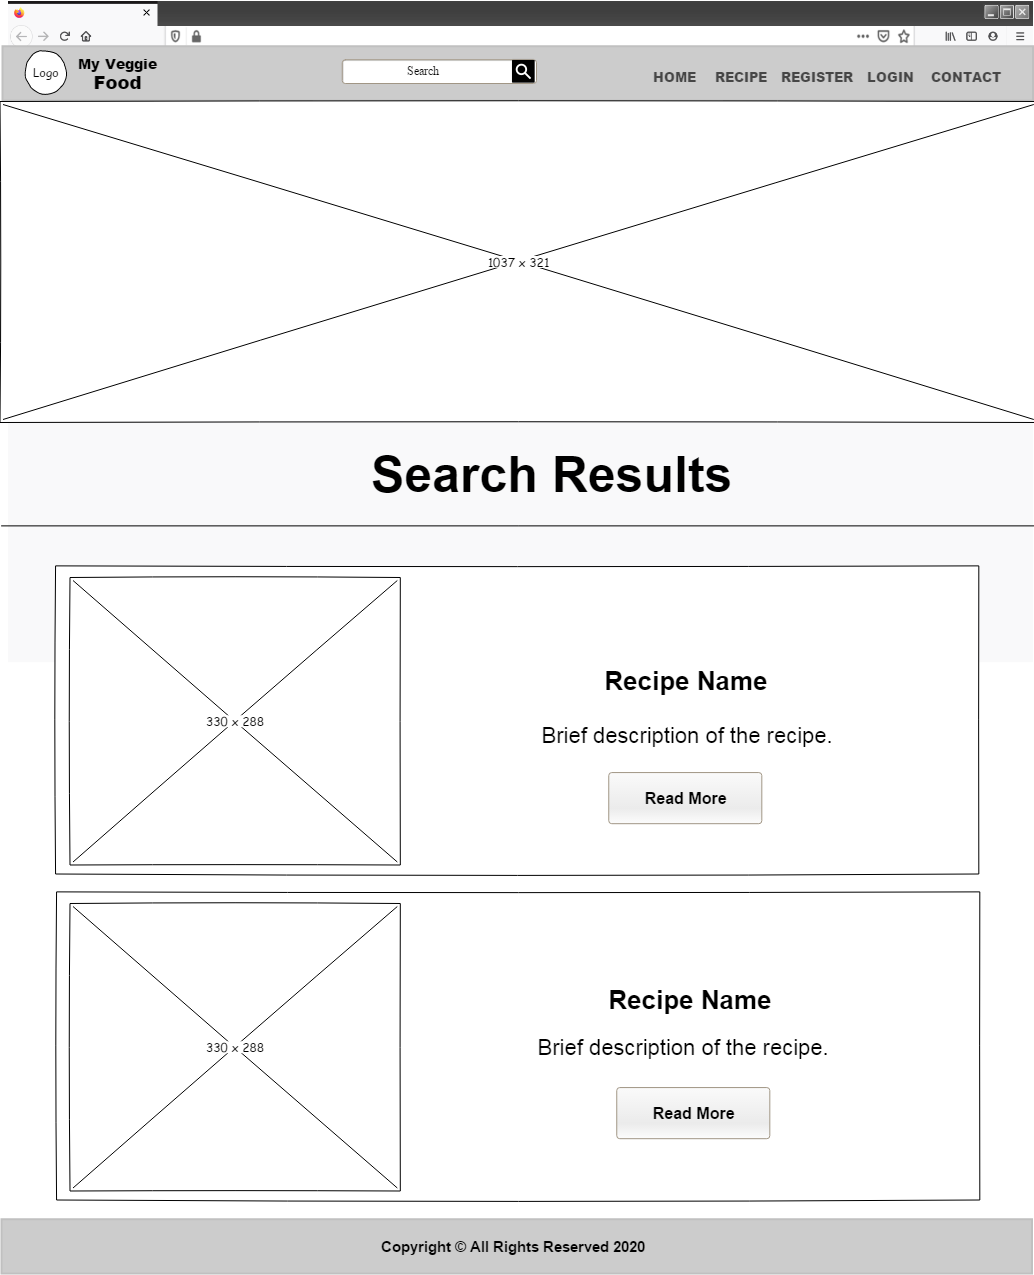 Logo
My Veggie
Food
Search
HOME RECIPE REGISTER LOGIN CONTACT
1037 x 321
Search Results
330 x 288
Recipe Name
Brief description of the recipe.
Read More
330 x 288
Recipe Name
Brief description of the recipe.
Read More
Copyright © All Rights Reserved 2020